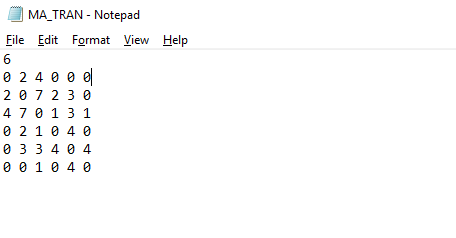 MA_TRAN - Notepad
File Edit Format View Help
6
0 2 4 0 0 0
2 0 7 2 3 0
4 7 0 1 3 1
0 2 1 0 4 0
0 3 3 4 0 4
0 0 1 0 4 0